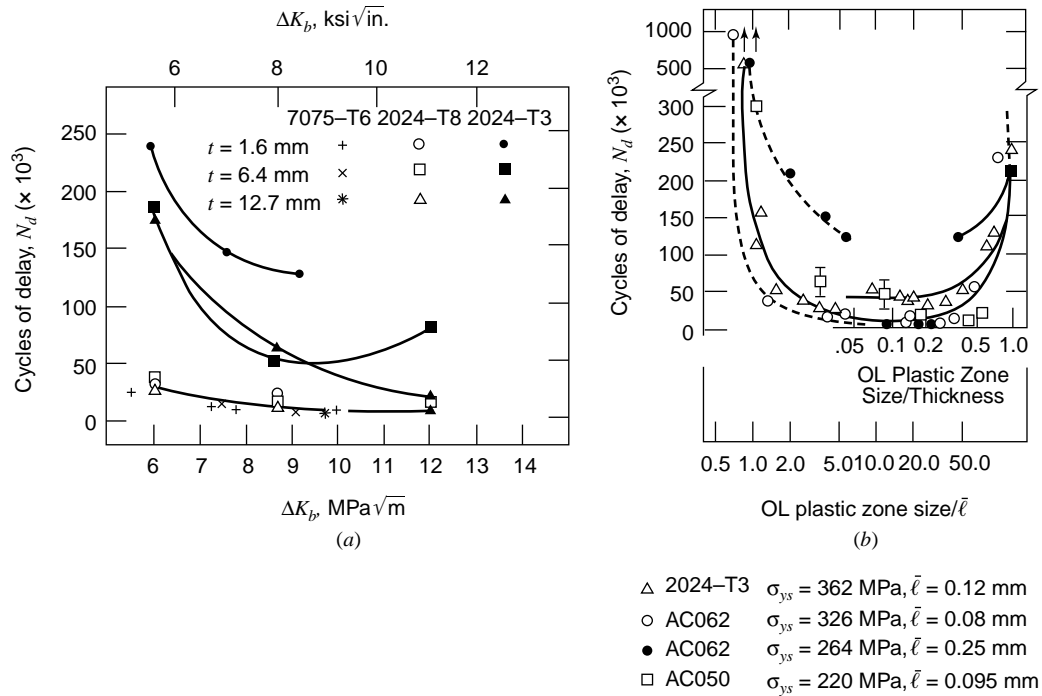 ΔK_b, ksi√in.
6 8 10 12
7075–T6 2024–T8 2024–T3
t = 1.6 mm
t = 6.4 mm
t = 12.7 mm
Cycles of delay, N_d (× 10³)
250
200
150
100
50
0
6 7 8 9 10 11 12 13 14
ΔK_b, MPa√m
(a)
(b)
Cycles of delay, N_d (× 10³)
1000
500
300
200
150
100
50
0
.05 0.1 0.2 0.5 1.0
OL Plastic Zone
Size/Thickness
0.5 1.0 2.0 5.0 10.0 20.0 50.0
OL plastic zone size/ℓ̄
(b)
2024–T3 σ_ys = 362 MPa, ℓ̄ = 0.12 mm
AC062 σ_ys = 326 MPa, ℓ̄ = 0.08 mm
AC062 σ_ys = 264 MPa, ℓ̄ = 0.25 mm
AC050 σ_ys = 220 MPa, ℓ̄ = 0.095 mm